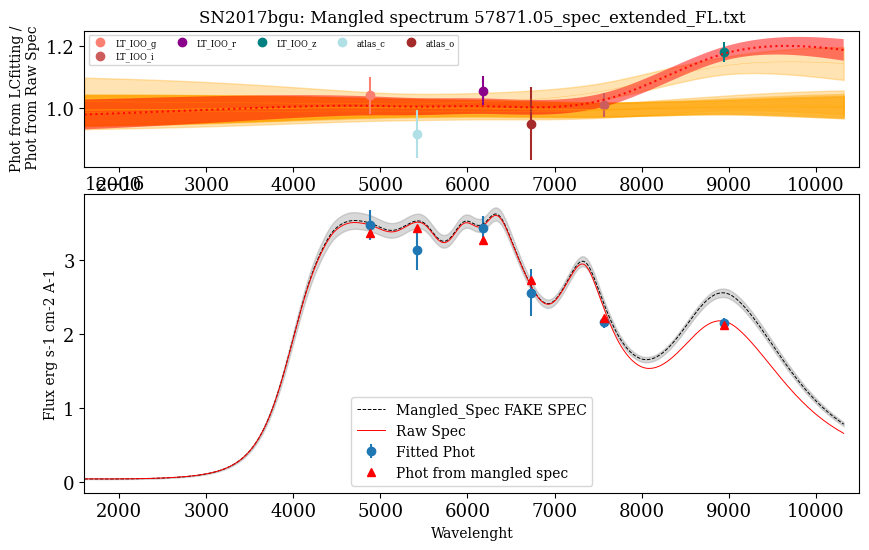 SN2017bgu: Mangled spectrum 57871.05_spec_extended_FL.txt
Phot from LCfitting /
Phot from Raw Spec
1.2
1.0
LT_IOO_g
LT_IOO_r
LT_IOO_z
atlas_c
atlas_o
LT_IOO_i
2000 3000 4000 5000 6000 7000 8000 9000 10000
1e−16
Flux erg s-1 cm-2 A-1
3
2
1
0
Mangled_Spec FAKE SPEC
Raw Spec
Fitted Phot
Phot from mangled spec
2000 3000 4000 5000 6000 7000 8000 9000 10000
Wavelenght